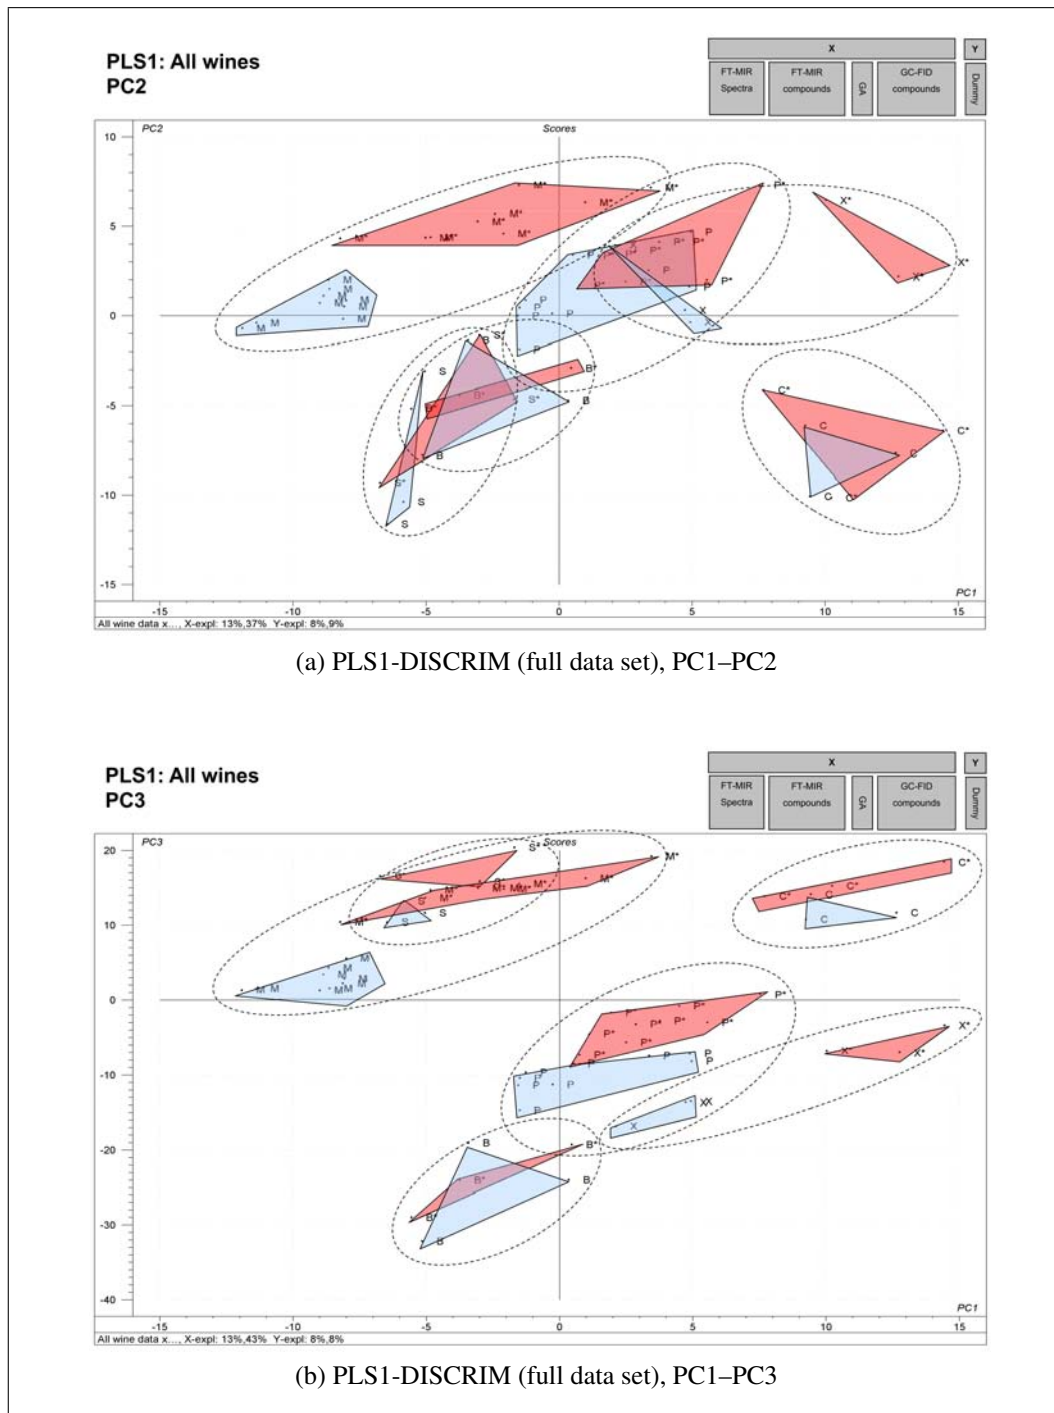 PLS1: All wines
PC2
X
Y
FT-MIR
Spectra
FT-MIR
compounds
GA
GC-FID
compounds
Dummy
PC2
Scores
10
5
0
-5
-10
-15
M*
M*
M*
M*
M*
M*
M*
P*
X*
X*
X*
M
M
M
M
M
M
M
P
P
P
P
P
P
P*
P*
P*
X
X
S*
B
S
B*
B*
B*
S*
B
B
S*
S
S
C*
C
C*
C
C
C*
-15
-10
-5
0
5
10
15
PC1
All wine data x..., X-expl: 13%,37% Y-expl: 8%,9%
(a) PLS1-DISCRIM (full data set), PC1–PC2
PLS1: All wines
PC3
X
Y
FT-MIR
Spectra
FT-MIR
compounds
GA
GC-FID
compounds
Dummy
PC3
Scores
20
10
0
-10
-20
-30
-40
S*
M*
M*
M*
M*
M*
S
S
M
M
M
M
M
C*
C*
C*
C
C
P*
P*
P*
P*
P*
P*
P
P
P
P
P
P
X*
X*
X*
XX
X
B
B*
B*
B
B*
B
-15
-10
-5
0
5
10
15
PC1
All wine data x..., X-expl: 13%,43% Y-expl: 8%,8%
(b) PLS1-DISCRIM (full data set), PC1–PC3